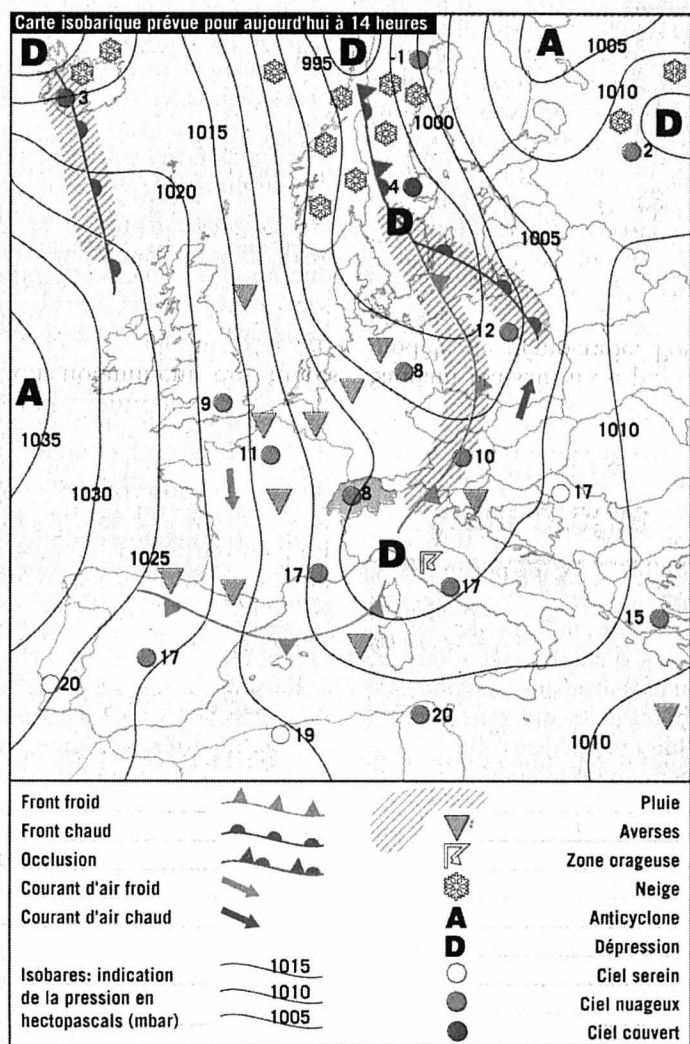 Carte isobarique prévue pour aujourd'hui à 14 heures
D
D
A
1005
995
-1
1010
3
1015
1000
D
2
1020
4
D
1005
12
8
A
9
1035
11
10
1010
1030
8
17
1025
D
17
17
15
17
20
20
19
1010
Front froid
Front chaud
Occlusion
Courant d'air froid
Courant d'air chaud
Isobares: indication
de la pression en
hectopascals (mbar)
1015
1010
1005
Pluie
Averses
Zone orageuse
Neige
A
Anticyclone
D
Dépression
Ciel serein
Ciel nuageux
Ciel couvert